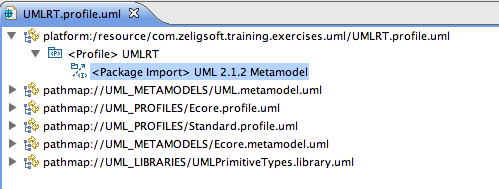 UMLRT.profile.uml
platform:/resource/com.zeligsoft.training.exercises.uml/UMLRT.profile.uml
<Profile> UMLRT
<Package Import> UML 2.1.2 Metamodel
pathmap://UML_METAMODELS/UML.metamodel.uml
pathmap://UML_PROFILES/Ecore.profile.uml
pathmap://UML_PROFILES/Standard.profile.uml
pathmap://UML_METAMODELS/Ecore.metamodel.uml
pathmap://UML_LIBRARIES/UMLPrimitiveTypes.library.uml